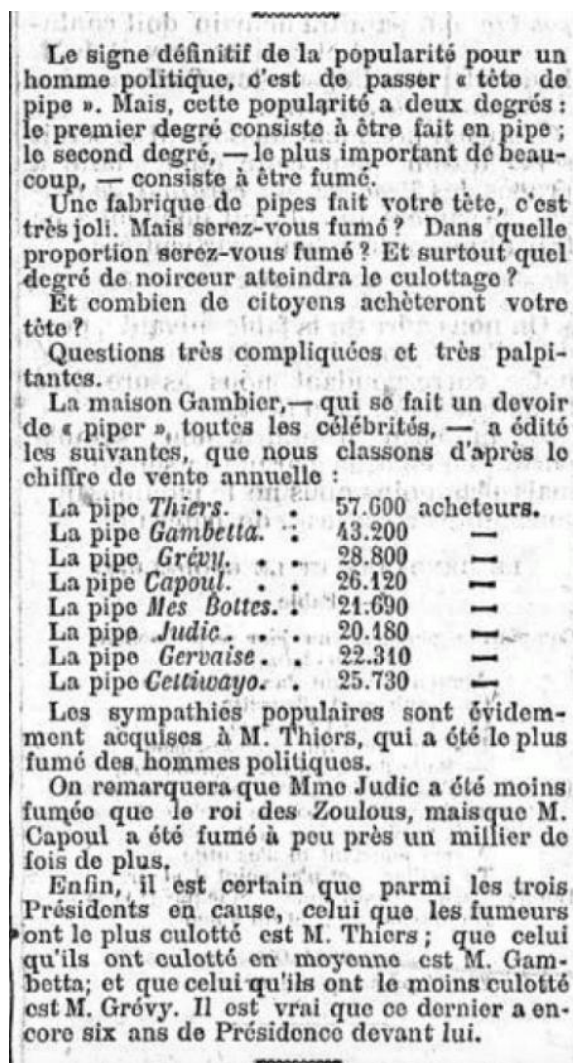 Le signe définitif de la popularité pour un
homme politique, c'est de passer « tête de
pipe ». Mais, cette popularité a deux degrés :
le premier degré consiste à être fait en pipe ;
le second degré, — le plus important de beau-
coup, — consiste à être fumé.
Une fabrique de pipes fait votre tête, c'est
très joli. Mais serez-vous fumé ? Dans quelle
proportion serez-vous fumé ? Et surtout quel
degré de noirceur atteindra le culottage ?
Et combien de citoyens achèteront votre
tête ?
Questions très compliquées et très palpi-
tantes.
La maison Gambier, — qui se fait un devoir
de « piper », toutes les célébrités, — a édité
les suivantes, que nous classons d'après le
chiffre de vente annuelle :
La pipe Thiers. . : 57.600 acheteurs.
La pipe Gambetta. : 43.200 —
La pipe Grévy. . : 28.800 —
La pipe Capoul. . : 26.120 —
La pipe Mes Bottes. : 21.690 —
La pipe Judic. . . 20.180 —
La pipe Gervaise. . 22.310 —
La pipe Cettiwayo. . 25.730 —
Les sympathies populaires sont évidem-
ment acquises à M. Thiers, qui a été le plus
fumé des hommes politiques.
On remarquera que Mme Judic a été moins
fumée que le roi des Zoulous, mais que M.
Capoul a été fumé à peu près un millier de
fois de plus.
Enfin, il est certain que parmi les trois
Présidents en cause, celui que les fumeurs
ont le plus culotté est M. Thiers ; que celui
qu'ils ont culotté en moyenne est M. Gam-
betta; et que celui qu'ils ont le moins culotté
est M. Grévy. Il est vrai que ce dernier a en-
core six ans de Présidence devant lui.